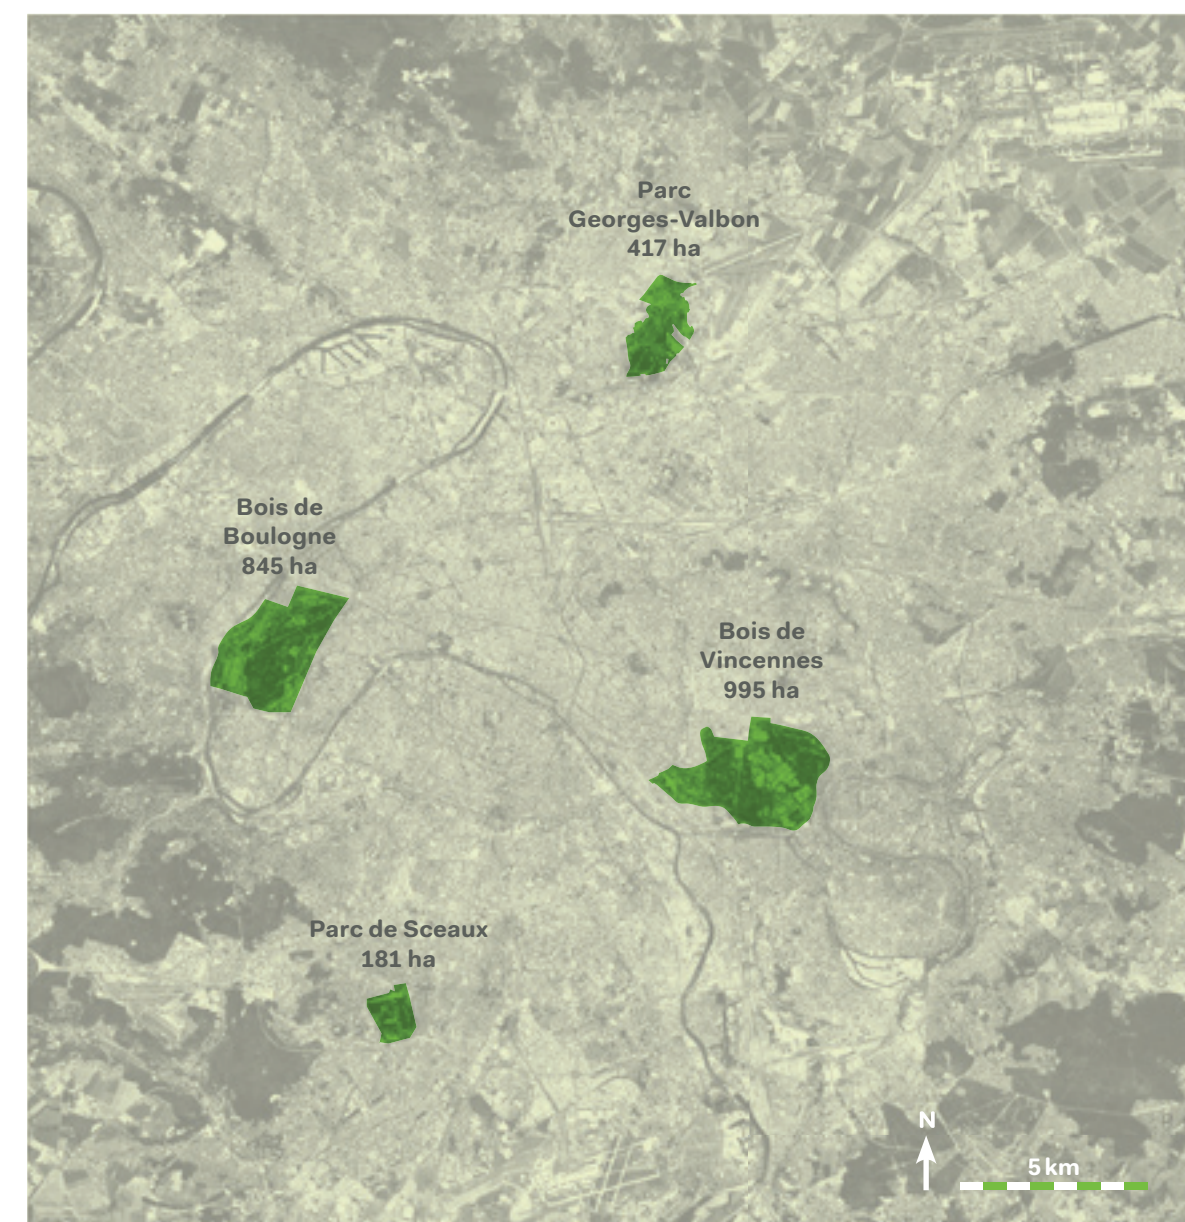 Parc
Georges-Valbon
417 ha
Bois de
Boulogne
845 ha
Bois de
Vincennes
995 ha
Parc de Sceaux
181 ha
N
5 km